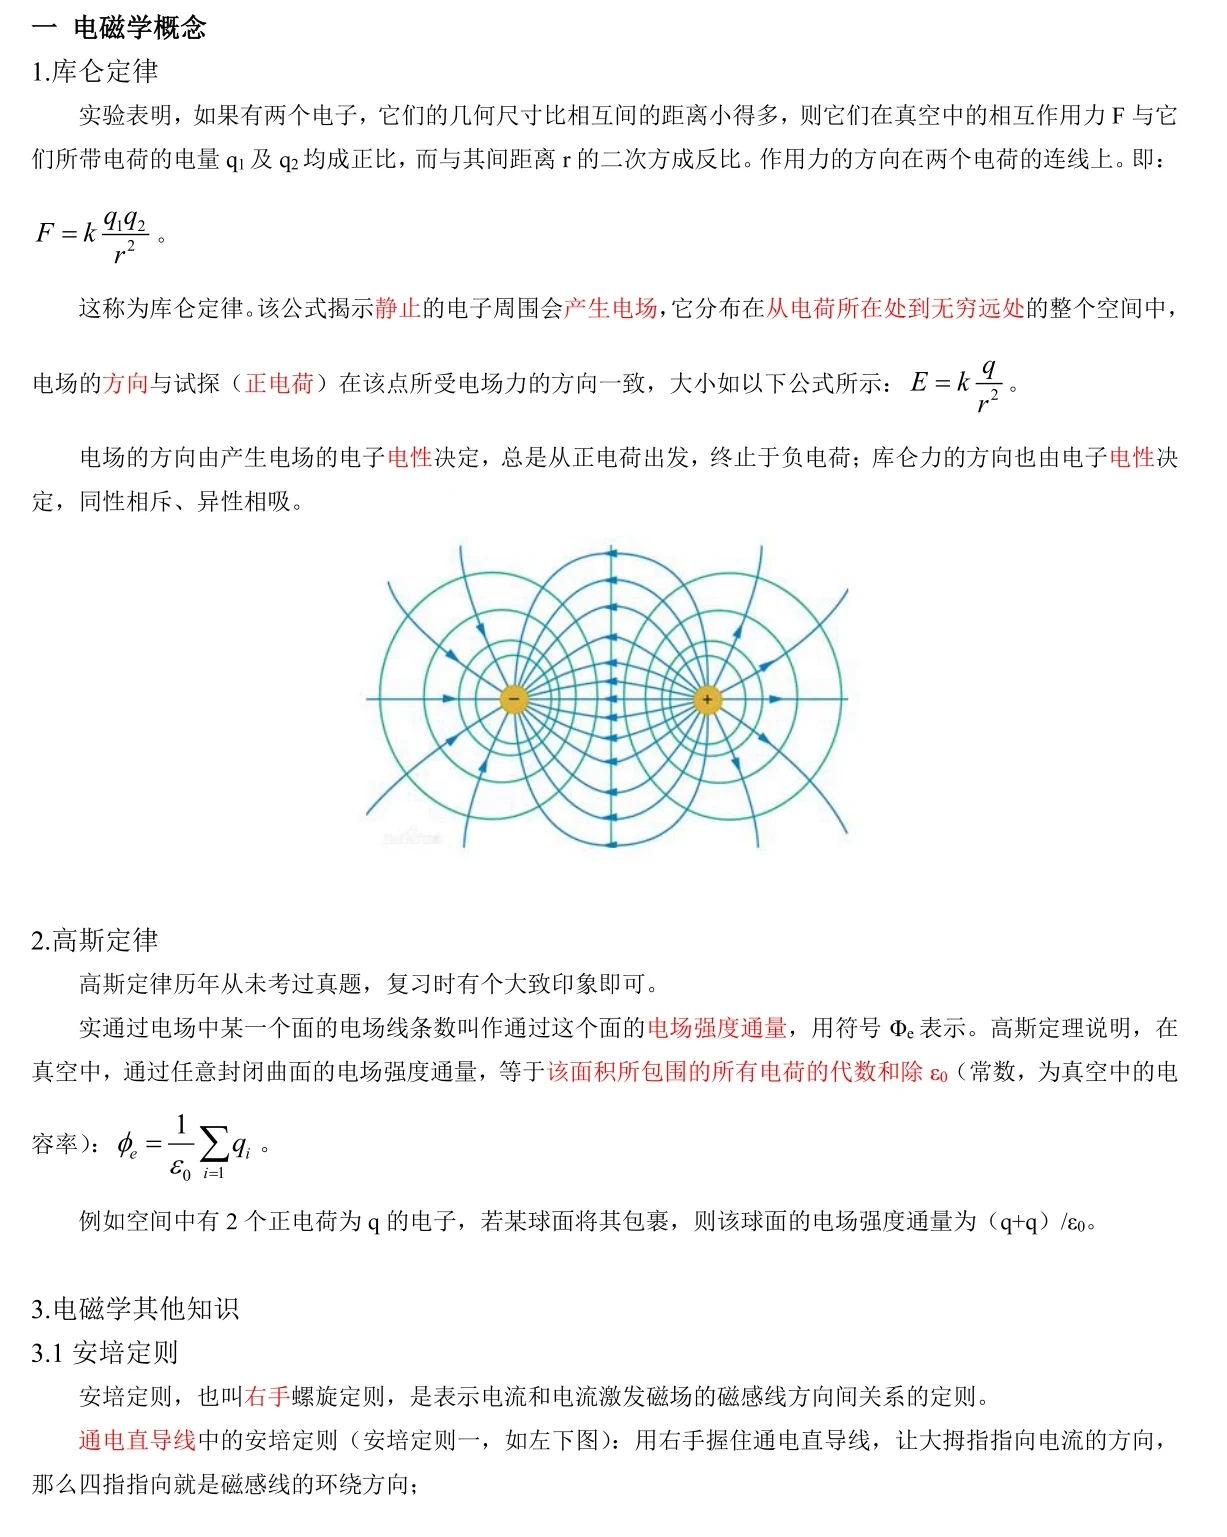 一 电磁学概念
1.库仑定律
实验表明，如果有两个电子，它们的几何尺寸比相互间的距离小得多，则它们在真空中的相互作用力 F 与它
们所带电荷的电量 q₁及 q₂均成正比，而与其间距离 r 的二次方成反比。作用力的方向在两个电荷的连线上。即：
F = k q₁q₂/r² 。
这称为库仑定律。该公式揭示静止的电子周围会产生电场，它分布在从电荷所在处到无穷远处的整个空间中，
电场的方向与试探（正电荷）在该点所受电场力的方向一致，大小如以下公式所示：E = k q/r² 。
电场的方向由产生电场的电子电性决定，总是从正电荷出发，终止于负电荷；库仑力的方向也由电子电性决
定，同性相斥、异性相吸。
− +
2.高斯定律
高斯定律历年从未考过真题，复习时有个大致印象即可。
实通过电场中某一个面的电场线条数叫作通过这个面的电场强度通量，用符号 Φe 表示。高斯定理说明，在
真空中，通过任意封闭曲面的电场强度通量，等于该面积所包围的所有电荷的代数和除 ε₀（常数，为真空中的电
容率）：ϕe = 1/ε₀ ∑i=1 qi 。
例如空间中有 2 个正电荷为 q 的电子，若某球面将其包裹，则该球面的电场强度通量为（q+q）/ε₀。
3.电磁学其他知识
3.1 安培定则
安培定则，也叫右手螺旋定则，是表示电流和电流激发磁场的磁感线方向间关系的定则。
通电直导线中的安培定则（安培定则一，如左下图）：用右手握住通电直导线，让大拇指指向电流的方向，
那么四指指向就是磁感线的环绕方向；